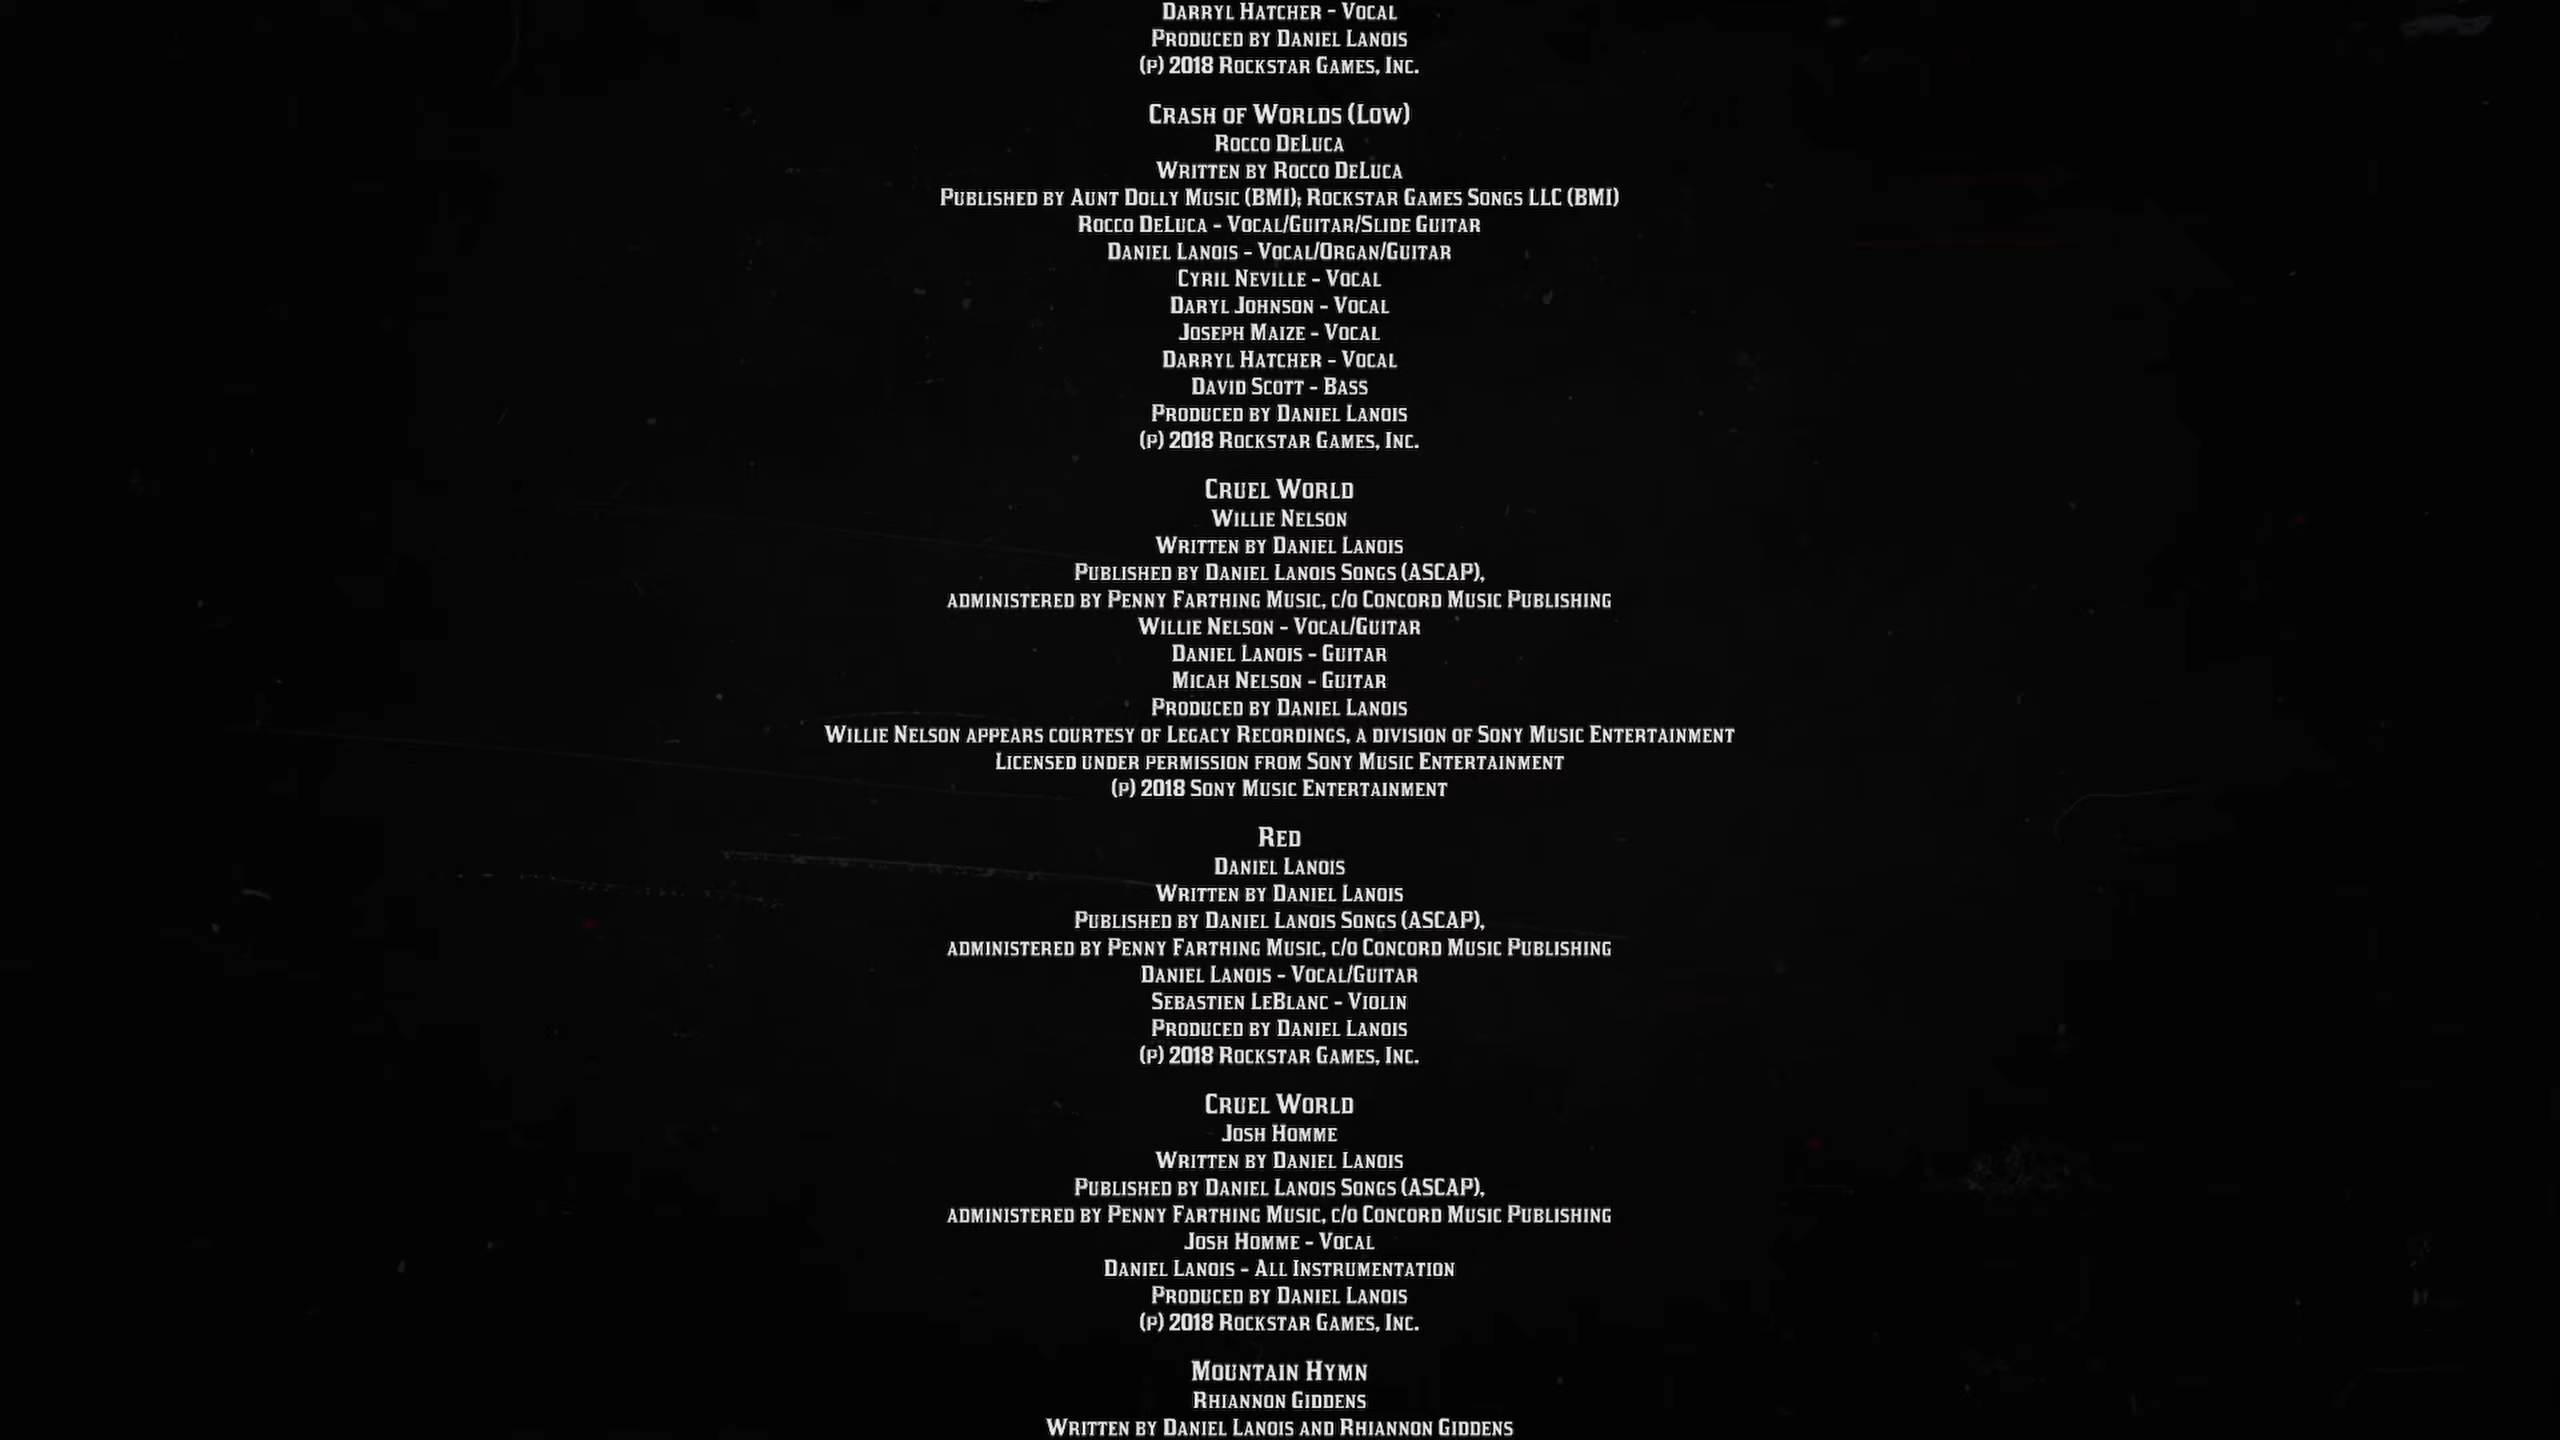 Darryl Hatcher - Vocal
Produced by Daniel Lanois
(P) 2018 Rockstar Games, Inc.
Crash of Worlds (Low)
Rocco DeLuca
Written by Rocco DeLuca
Published by Aunt Dolly Music (BMI); Rockstar Games Songs LLC (BMI)
Rocco DeLuca - Vocal/Guitar/Slide Guitar
Daniel Lanois - Vocal/Organ/Guitar
Cyril Neville - Vocal
Daryl Johnson - Vocal
Joseph Maize - Vocal
Darryl Hatcher - Vocal
David Scott - Bass
Produced by Daniel Lanois
(P) 2018 Rockstar Games, Inc.
Cruel World
Willie Nelson
Written by Daniel Lanois
Published by Daniel Lanois Songs (ASCAP),
administered by Penny Farthing Music, c/o Concord Music Publishing
Willie Nelson - Vocal/Guitar
Daniel Lanois - Guitar
Micah Nelson - Guitar
Produced by Daniel Lanois
Willie Nelson appears courtesy of Legacy Recordings, a division of Sony Music Entertainment
Licensed under permission from Sony Music Entertainment
(P) 2018 Sony Music Entertainment
Red
Daniel Lanois
Written by Daniel Lanois
Published by Daniel Lanois Songs (ASCAP),
administered by Penny Farthing Music, c/o Concord Music Publishing
Daniel Lanois - Vocal/Guitar
Sebastien LeBlanc - Violin
Produced by Daniel Lanois
(P) 2018 Rockstar Games, Inc.
Cruel World
Josh Homme
Written by Daniel Lanois
Published by Daniel Lanois Songs (ASCAP),
administered by Penny Farthing Music, c/o Concord Music Publishing
Josh Homme - Vocal
Daniel Lanois - All Instrumentation
Produced by Daniel Lanois
(P) 2018 Rockstar Games, Inc.
Mountain Hymn
Rhiannon Giddens
Written by Daniel Lanois and Rhiannon Giddens